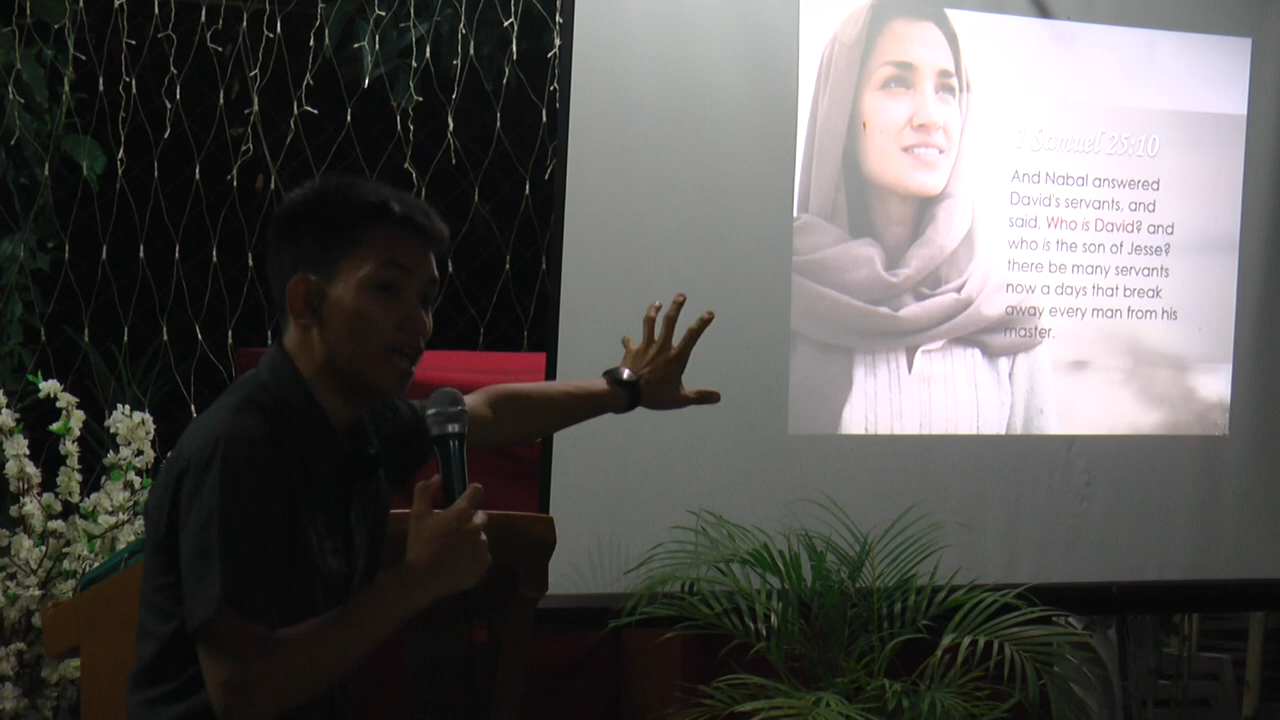 1 Samuel 25:10
And Nabal answered
David's servants, and
said, Who is David? and
who is the son of Jesse?
there be many servants
now a days that break
away every man from his
master.